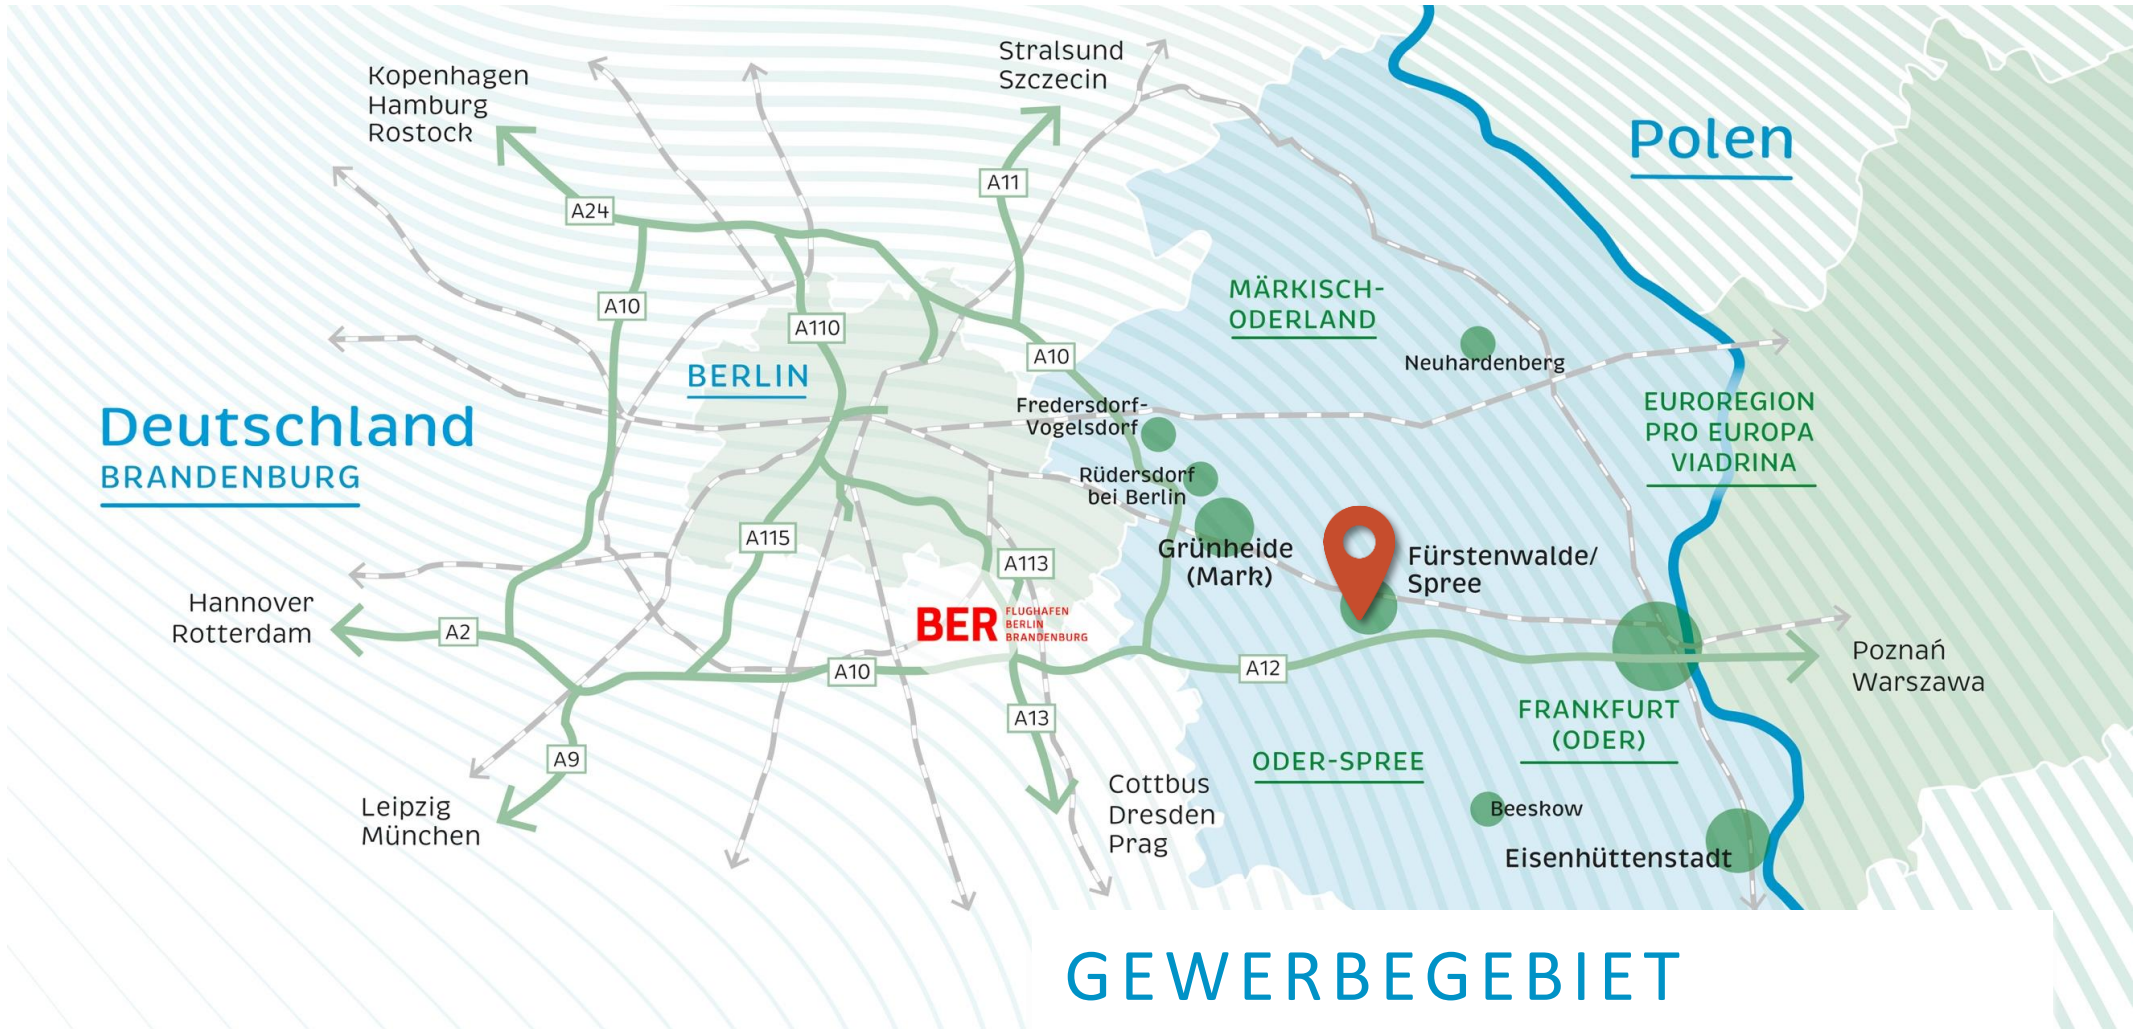 Kopenhagen
Hamburg
Rostock
Stralsund
Szczecin
Polen
A11
A24
A10
A110
MÄRKISCH-
ODERLAND
A10
Neuhardenberg
BERLIN
Deutschland
BRANDENBURG
Fredersdorf-
Vogelsdorf
EUROREGION
PRO EUROPA
VIADRINA
Rüdersdorf
bei Berlin
A115
Grünheide
(Mark)
Fürstenwalde/
Spree
A113
Hannover
Rotterdam
A2
BER
FLUGHAFEN
BERLIN
BRANDENBURG
A10
A12
Poznań
Warszawa
A13
FRANKFURT
(ODER)
A9
ODER-SPREE
Leipzig
München
Cottbus
Dresden
Prag
Beeskow
Eisenhüttenstadt
GEWERBEGEBIET